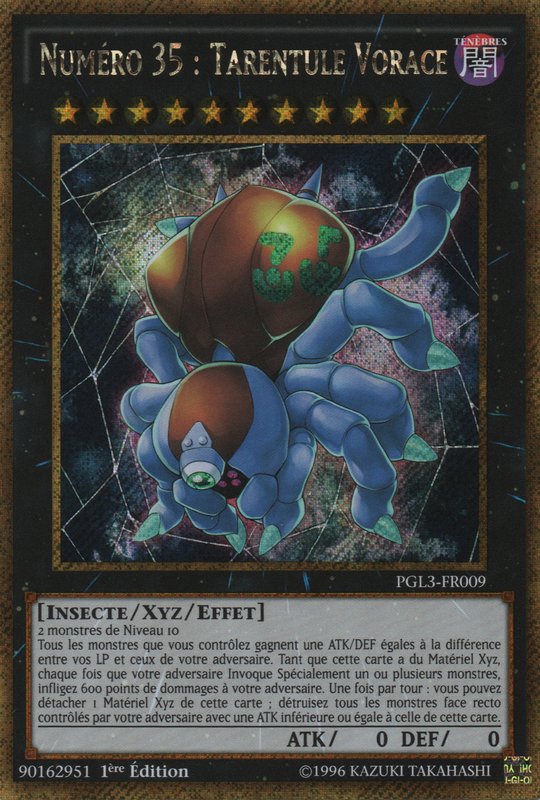 NUMÉRO 35 : TARENTULE VORACE
TÉNÈBRES
闇
35
PGL3-FR009
[INSECTE/XYZ/EFFET]
2 monstres de Niveau 10
Tous les monstres que vous contrôlez gagnent une ATK/DEF égales à la différence
entre vos LP et ceux de votre adversaire. Tant que cette carte a du Matériel Xyz,
chaque fois que votre adversaire Invoque Spécialement un ou plusieurs monstres,
infligez 600 points de dommages à votre adversaire. Une fois par tour : vous pouvez
détacher 1 Matériel Xyz de cette carte ; détruisez tous les monstres face recto
contrôlés par votre adversaire avec une ATK inférieure ou égale à celle de cette carte.
ATK/ 0 DEF/ 0
90162951 1ère Édition ©1996 KAZUKI TAKAHASHI